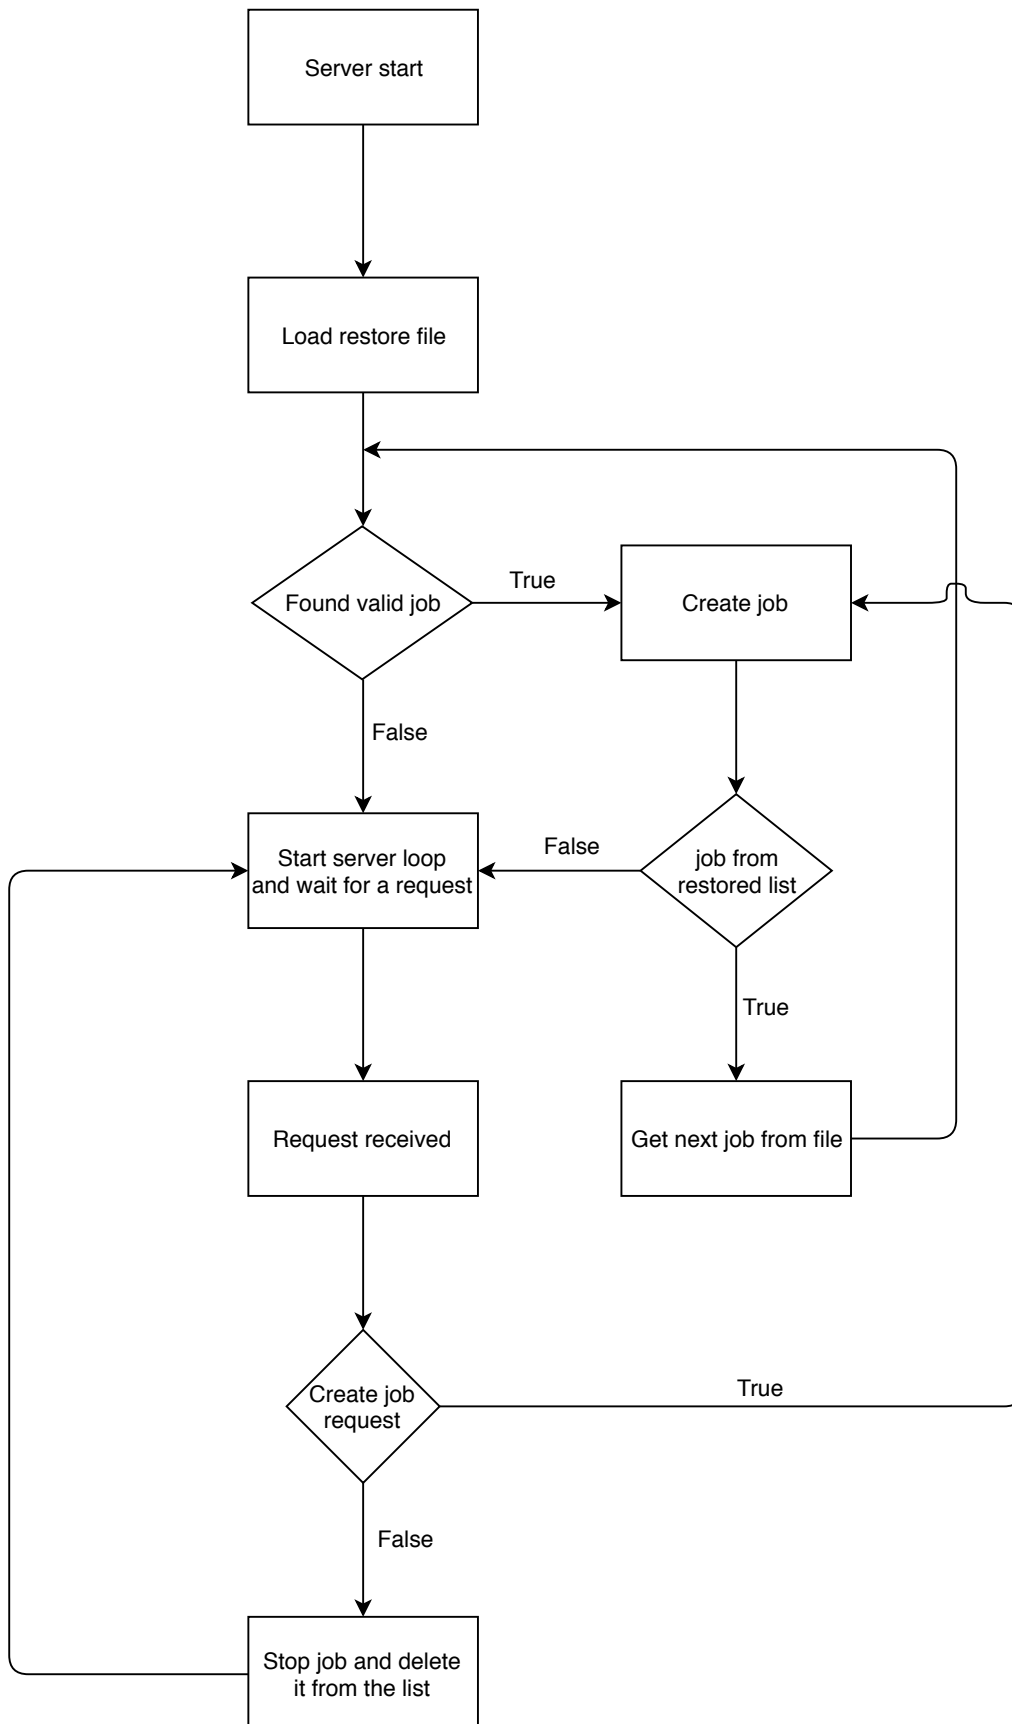 Server start
Load restore file
Found valid job
True
Create job
False
Start server loop
and wait for a request
False
job from
restored list
True
Request received
Get next job from file
Create job
request
True
False
Stop job and delete
it from the list